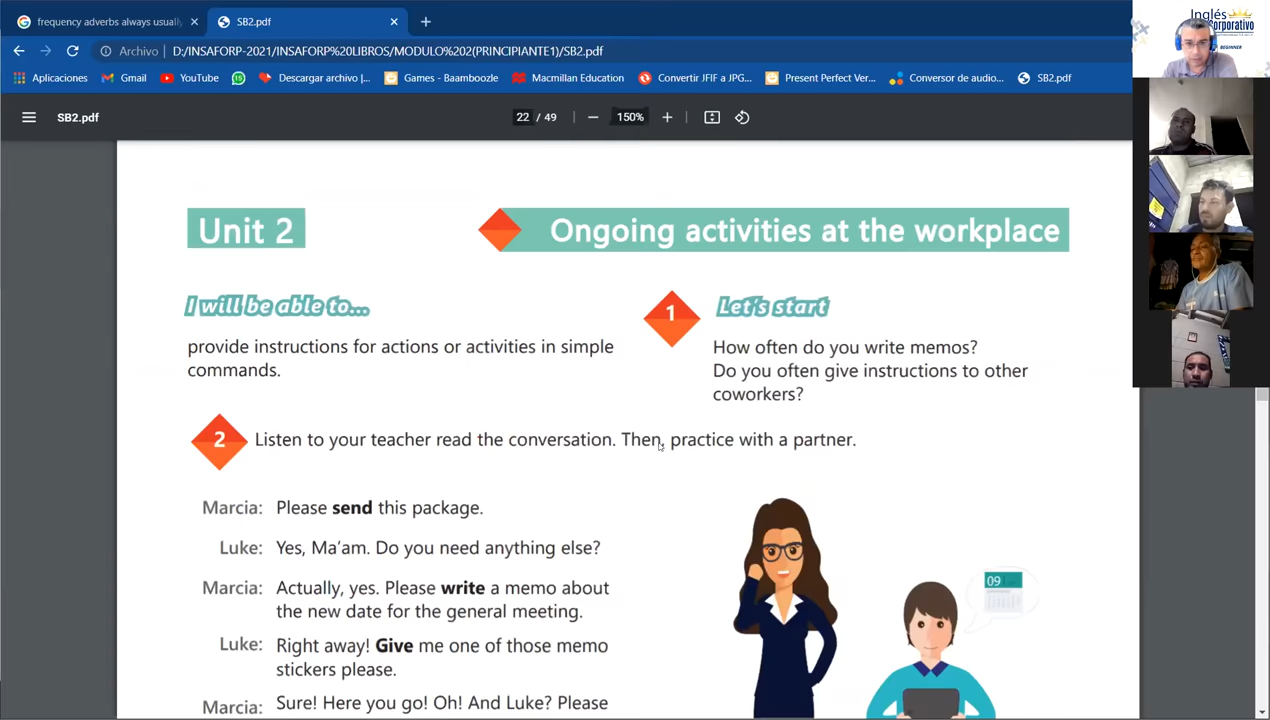 frequency adverbs always usually
SB2.pdf
Archivo
D:/INSAFORP-2021/INSAFORP%20LIBROS/MODULO%202(PRINCIPIANTE1)/SB2.pdf
Aplicaciones
Gmail
YouTube
Descargar archivo |...
Games - Baamboozle
Macmillan Education
Convertir JFIF a JPG...
Present Perfect Ver...
Conversor de audio...
SB2.pdf
SB2.pdf
22 / 49
150%
Unit 2
Ongoing activities at the workplace
I will be able to...
provide instructions for actions or activities in simple
commands.
1
Let's start
How often do you write memos?
Do you often give instructions to other
coworkers?
2
Listen to your teacher read the conversation. Then, practice with a partner.
Marcia: Please send this package.
Luke: Yes, Ma'am. Do you need anything else?
Marcia: Actually, yes. Please write a memo about
the new date for the general meeting.
Luke: Right away! Give me one of those memo
stickers please.
Marcia: Sure! Here you go! Oh! And Luke? Please
09
Inglés
BEGINNER